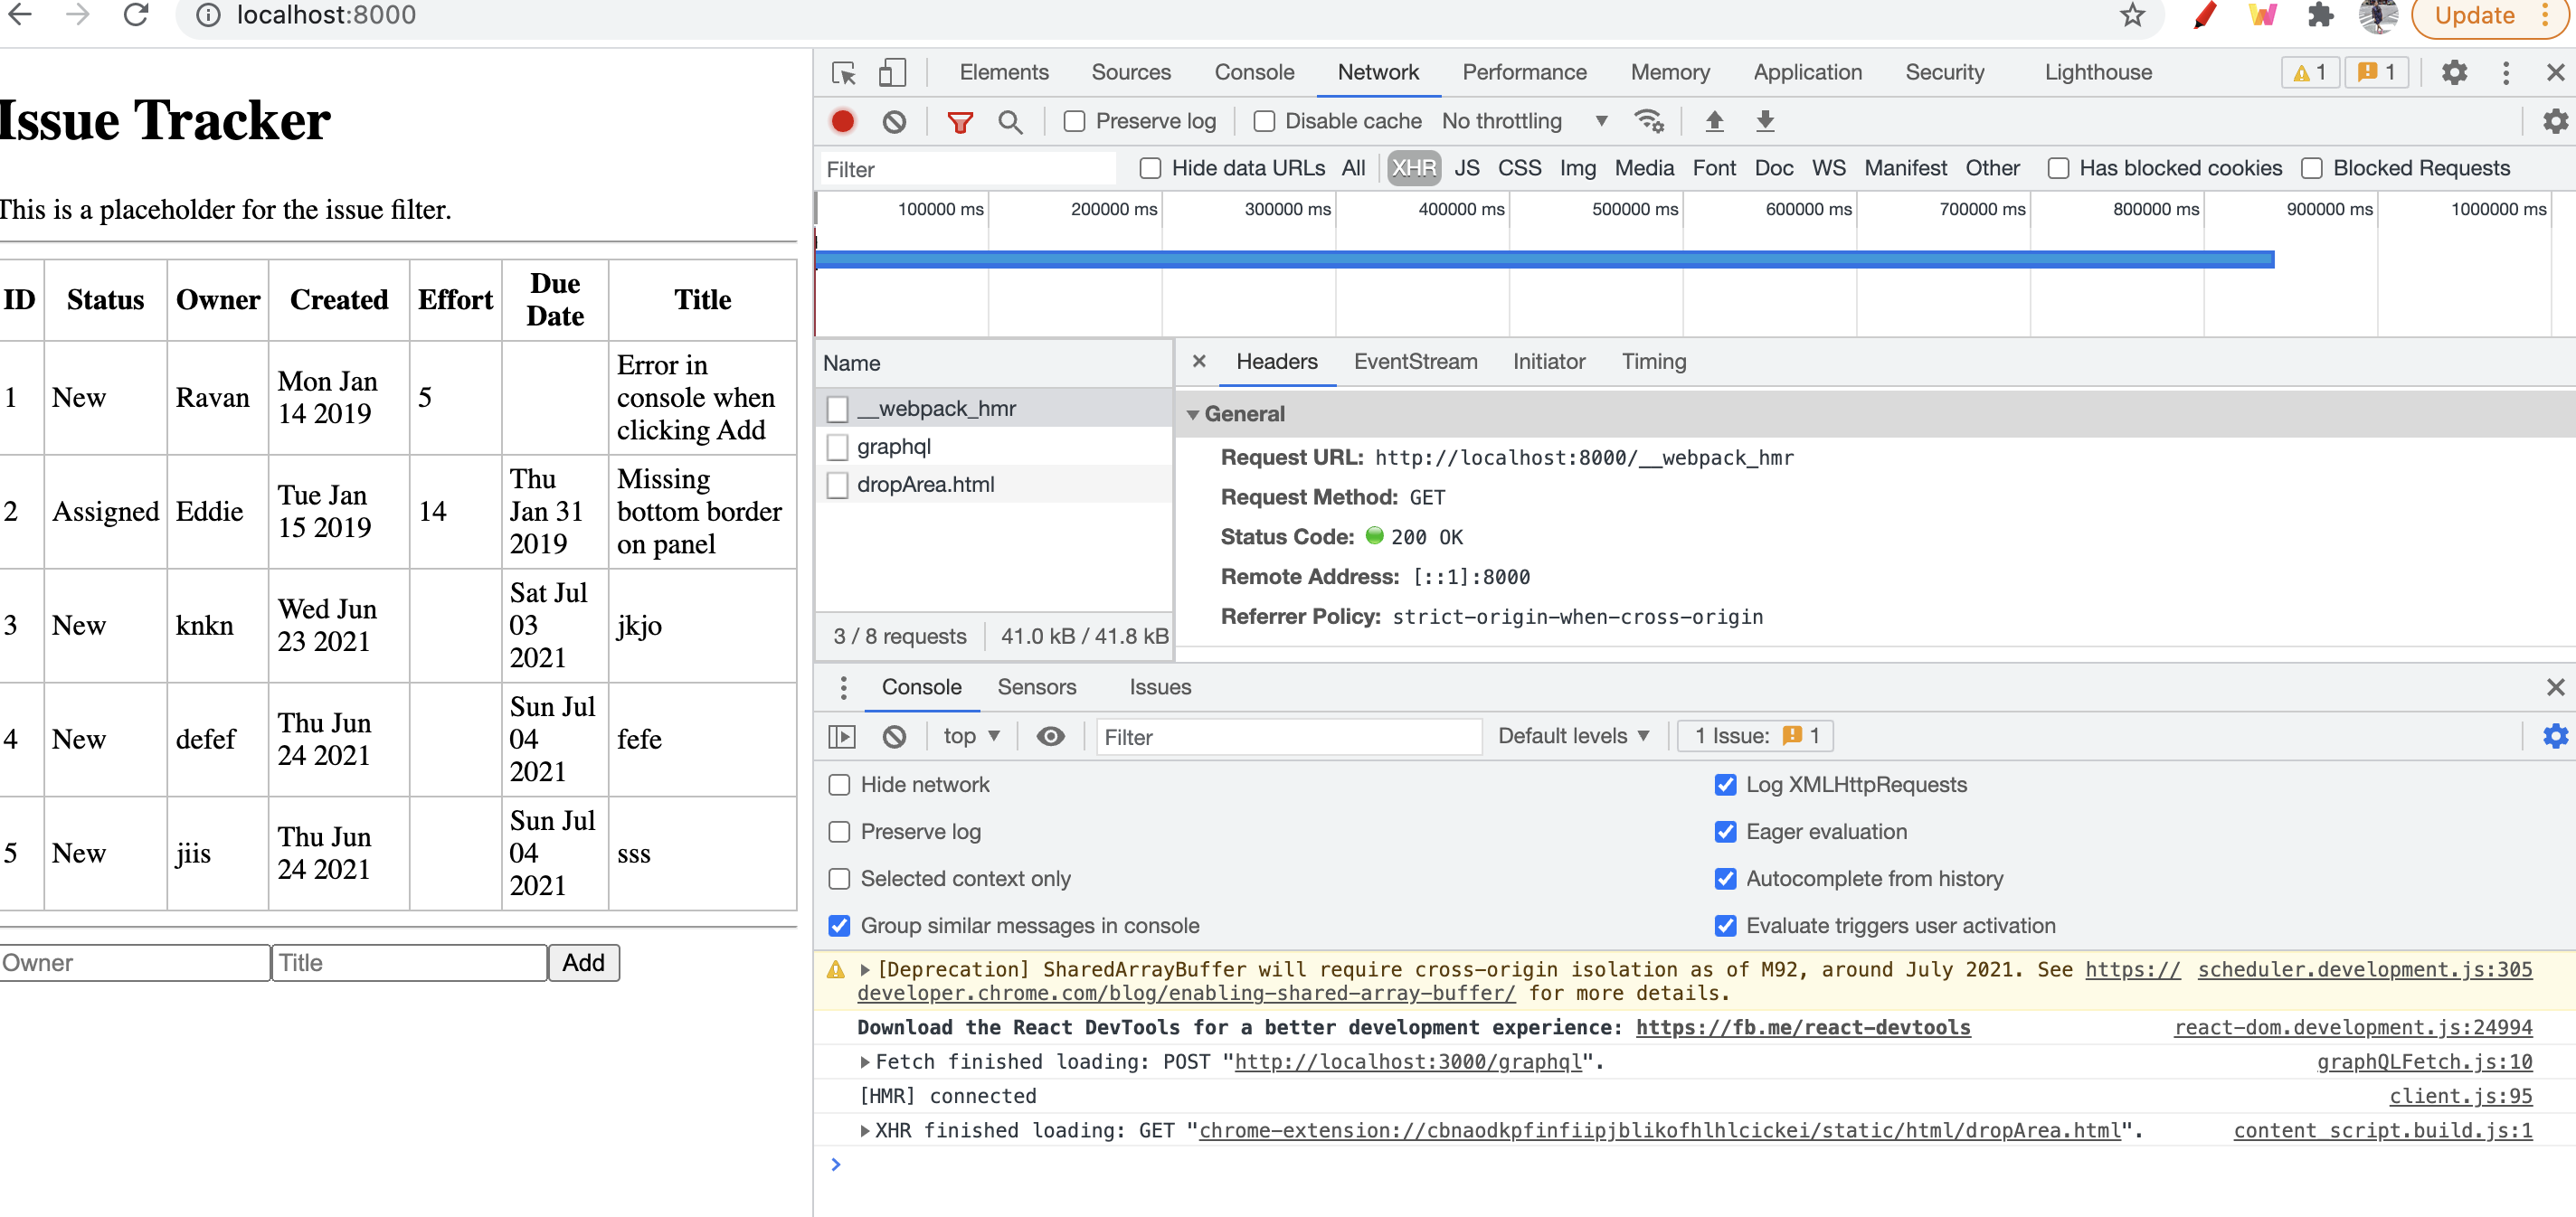 localhost:8000
Update
Issue Tracker
This is a placeholder for the issue filter.
ID Status Owner Created Effort Due Date Title
1 New Ravan Mon Jan 14 2019 5 Error in console when clicking Add
2 Assigned Eddie Tue Jan 15 2019 14 Thu Jan 31 2019 Missing bottom border on panel
3 New knkn Wed Jun 23 2021 Sat Jul 03 2021 jkjo
4 New defef Thu Jun 24 2021 Sun Jul 04 2021 fefe
5 New jiis Thu Jun 24 2021 Sun Jul 04 2021 sss
Owner Title Add
Elements Sources Console Network Performance Memory Application Security Lighthouse 1 1
Preserve log Disable cache No throttling
Filter Hide data URLs All XHR JS CSS Img Media Font Doc WS Manifest Other Has blocked cookies Blocked Requests
100000 ms 200000 ms 300000 ms 400000 ms 500000 ms 600000 ms 700000 ms 800000 ms 900000 ms 1000000 ms
Name
__webpack_hmr
graphql
dropArea.html
3 / 8 requests 41.0 kB / 41.8 kB
Headers EventStream Initiator Timing
General
Request URL: http://localhost:8000/__webpack_hmr
Request Method: GET
Status Code: 200 OK
Remote Address: [::1]:8000
Referrer Policy: strict-origin-when-cross-origin
Console Sensors Issues
top Filter Default levels 1 Issue: 1
Hide network Log XMLHttpRequests
Preserve log Eager evaluation
Selected context only Autocomplete from history
Group similar messages in console Evaluate triggers user activation
[Deprecation] SharedArrayBuffer will require cross-origin isolation as of M92, around July 2021. See https:// scheduler.development.js:305
developer.chrome.com/blog/enabling-shared-array-buffer/ for more details.
Download the React DevTools for a better development experience: https://fb.me/react-devtools react-dom.development.js:24994
Fetch finished loading: POST "http://localhost:3000/graphql". graphQLFetch.js:10
[HMR] connected client.js:95
XHR finished loading: GET "chrome-extension://cbnaodkpfinfiipjblikofhlhlcickei/static/html/dropArea.html". content_script.build.js:1